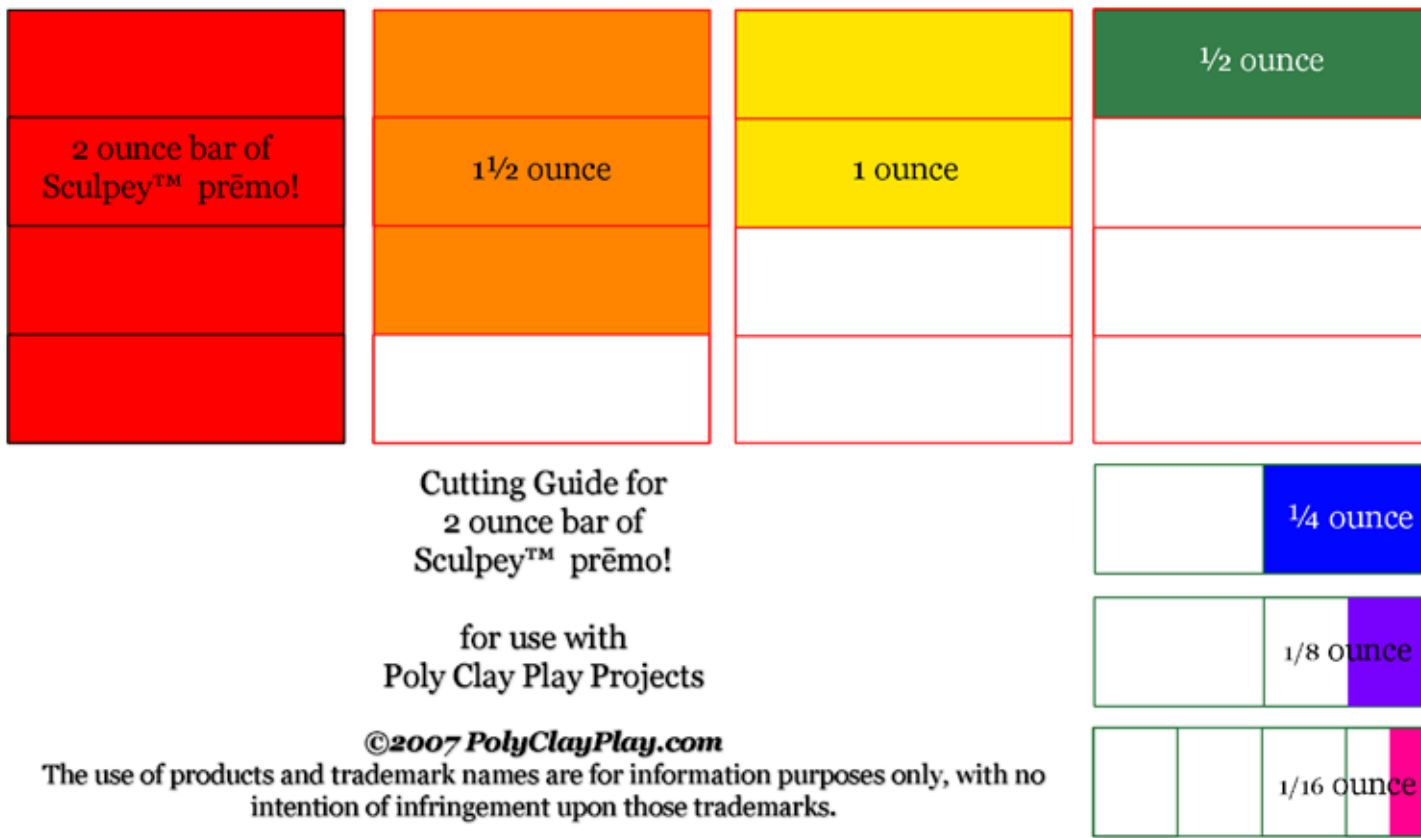 2 ounce bar of
Sculpey™ prēmo!
1½ ounce
1 ounce
½ ounce
Cutting Guide for
2 ounce bar of
Sculpey™ prēmo!
for use with
Poly Clay Play Projects
¼ ounce
1/8 ounce
1/16 ounce
©2007 PolyClayPlay.com
The use of products and trademark names are for information purposes only, with no
intention of infringement upon those trademarks.